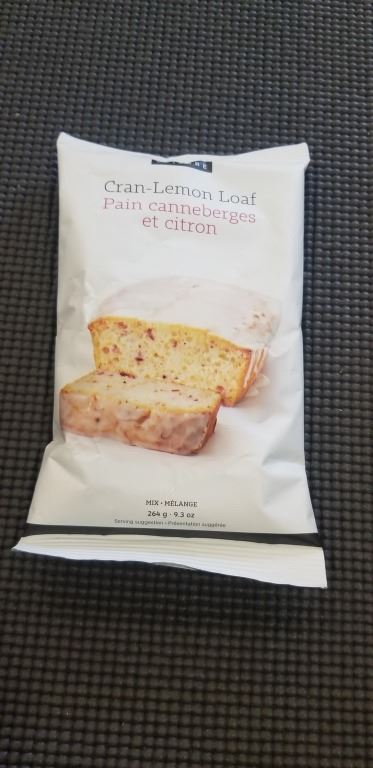 Cran-Lemon Loaf
Pain canneberges
et citron
MIX • MÉLANGE
264 g · 9.3 oz
Serving suggestion • Présentation suggérée